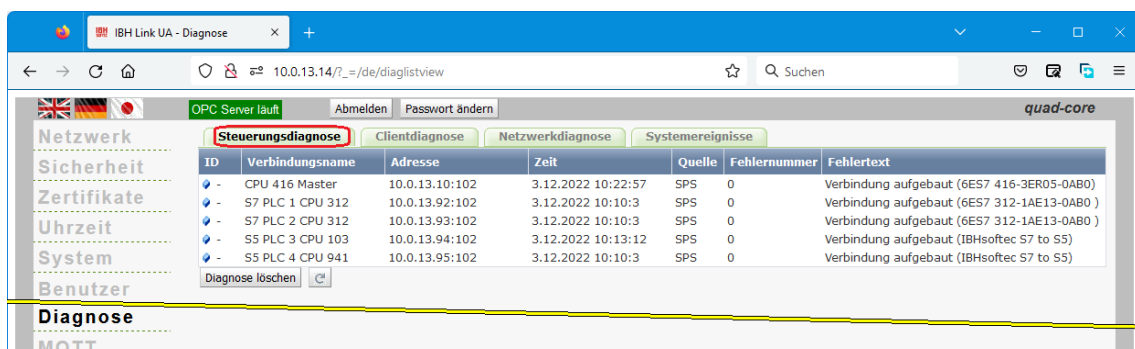 IBH Link UA - Diagnose
10.0.13.14/?_=/de/diaglistview
Suchen
OPC Server läuft Abmelden Passwort ändern quad-core
Netzwerk
Sicherheit
Zertifikate
Uhrzeit
System
Benutzer
Diagnose
MQTT
Steuerungsdiagnose Clientdiagnose Netzwerkdiagnose Systemereignisse
ID Verbindungsname Adresse Zeit Quelle Fehlernummer Fehlertext
- CPU 416 Master 10.0.13.10:102 3.12.2022 10:22:57 SPS 0 Verbindung aufgebaut (6ES7 416-3ER05-0AB0)
- S7 PLC 1 CPU 312 10.0.13.92:102 3.12.2022 10:10:3 SPS 0 Verbindung aufgebaut (6ES7 312-1AE13-0AB0 )
- S7 PLC 2 CPU 312 10.0.13.93:102 3.12.2022 10:10:3 SPS 0 Verbindung aufgebaut (6ES7 312-1AE13-0AB0 )
- S5 PLC 3 CPU 103 10.0.13.94:102 3.12.2022 10:13:12 SPS 0 Verbindung aufgebaut (IBHsoftec S7 to S5)
- S5 PLC 4 CPU 941 10.0.13.95:102 3.12.2022 10:10:3 SPS 0 Verbindung aufgebaut (IBHsoftec S7 to S5)
Diagnose löschen